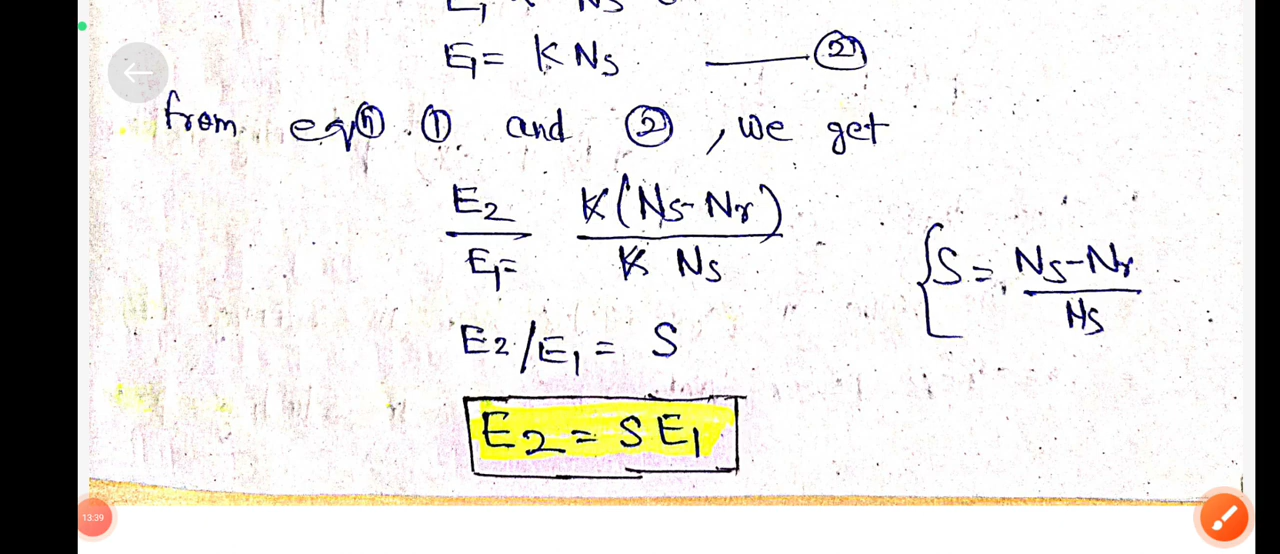 E₁ = K Ns ——— ②
from eqⓝ . ① and ② , we get
E₂/E₁ = K(Ns - Nr)/K Ns
{S = Ns - Nr/Ns
E₂/E₁ = S
E₂ = S E₁
13:39